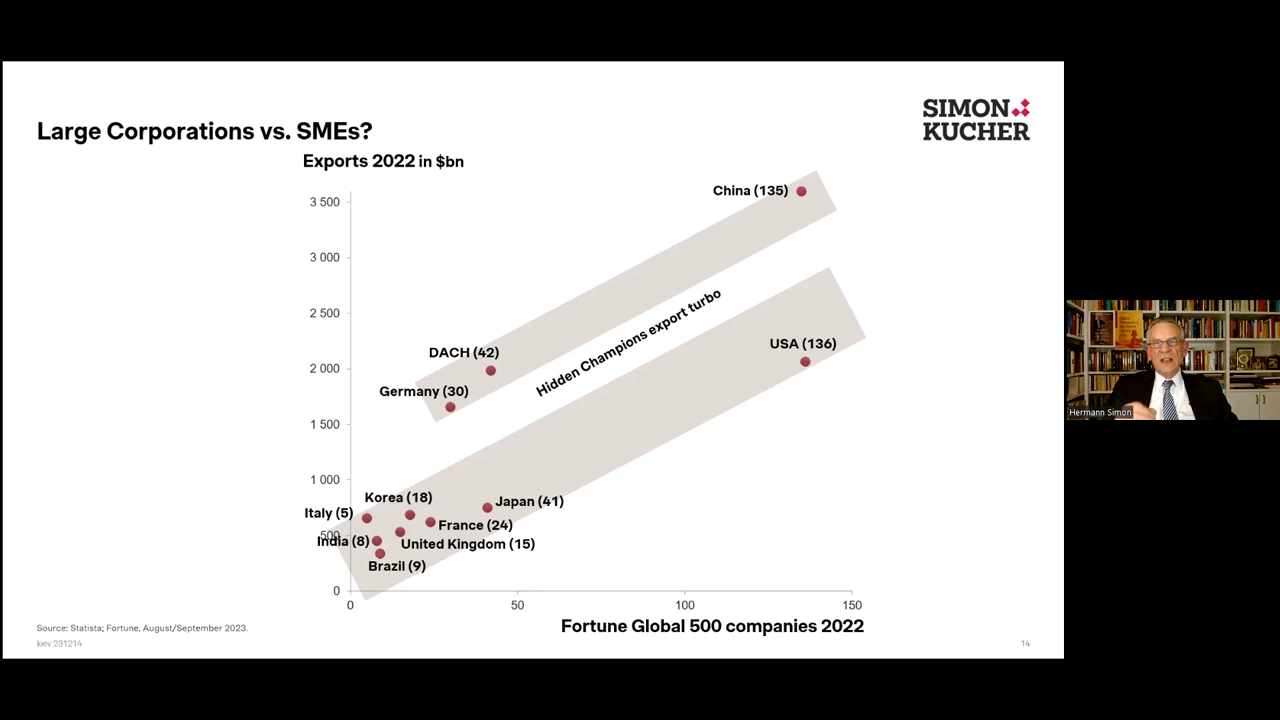 Large Corporations vs. SMEs?
SIMON
KUCHER
Exports 2022 in $bn
3 500
3 000
2 500
2 000
1 500
1 000
500
0
China (135)
Hidden Champions export turbo
USA (136)
DACH (42)
Germany (30)
Korea (18)
Japan (41)
Italy (5)
France (24)
India (8)
United Kingdom (15)
Brazil (9)
0 50 100 150
Fortune Global 500 companies 2022
Source: Statista; Fortune, August/September 2023.
kiev 231214
14
Hermann Simon